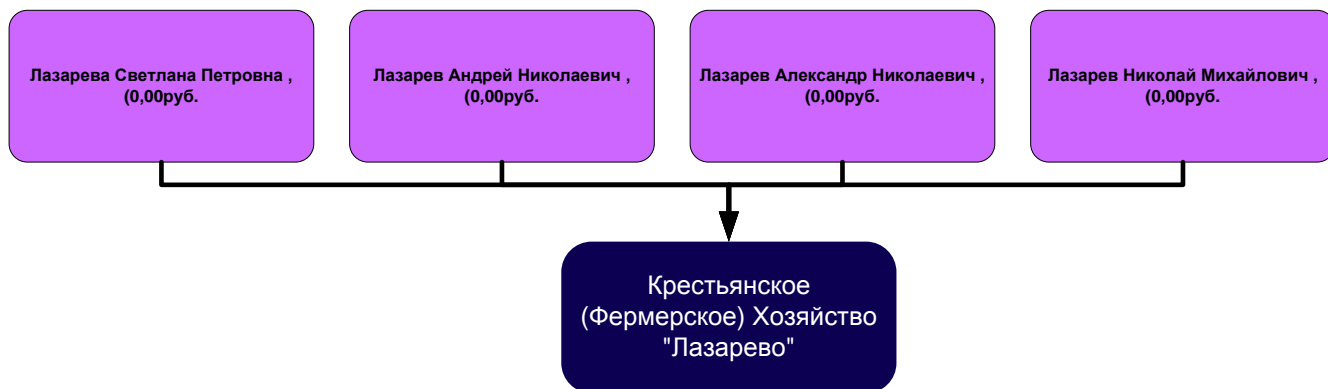 Лазарева Светлана Петровна ,
(0,00руб.
Лазарев Андрей Николаевич ,
(0,00руб.
Лазарев Александр Николаевич ,
(0,00руб.
Лазарев Николай Михайлович ,
(0,00руб.
Крестьянское
(Фермерское) Хозяйство
"Лазарево"